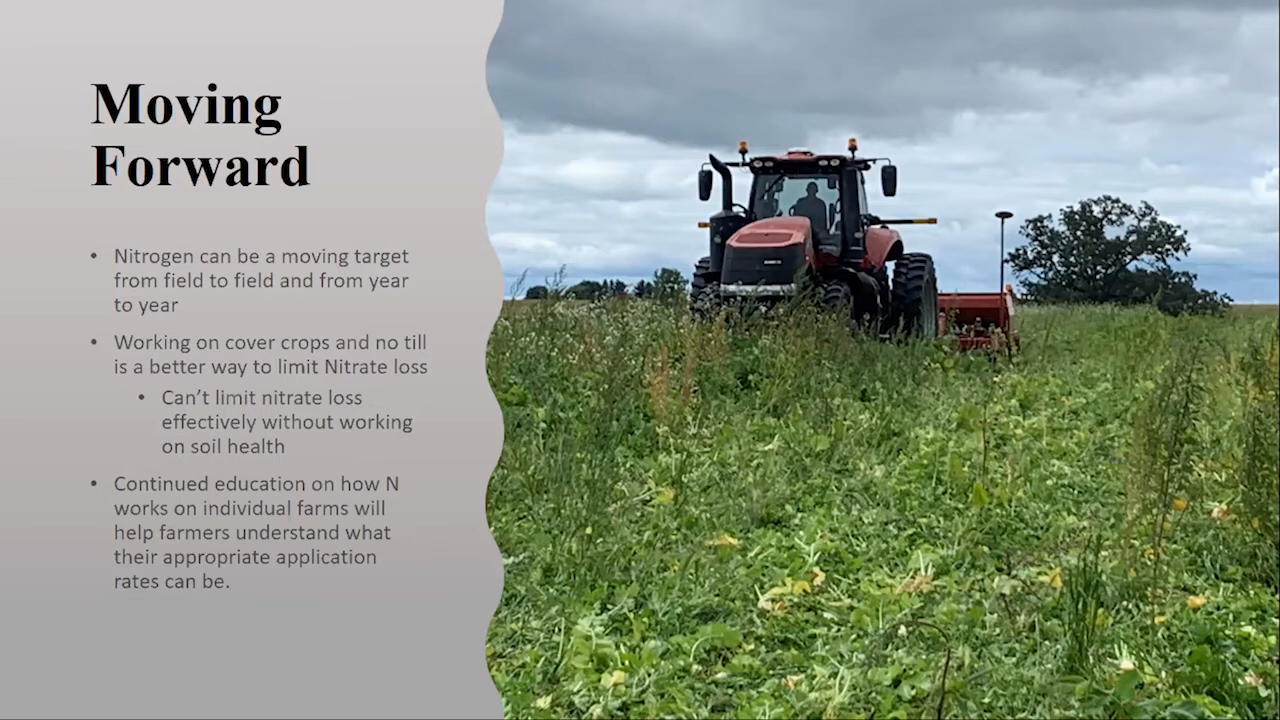 Moving
Forward
• Nitrogen can be a moving target
from field to field and from year
to year
• Working on cover crops and no till
is a better way to limit Nitrate loss
• Can't limit nitrate loss
effectively without working
on soil health
• Continued education on how N
works on individual farms will
help farmers understand what
their appropriate application
rates can be.